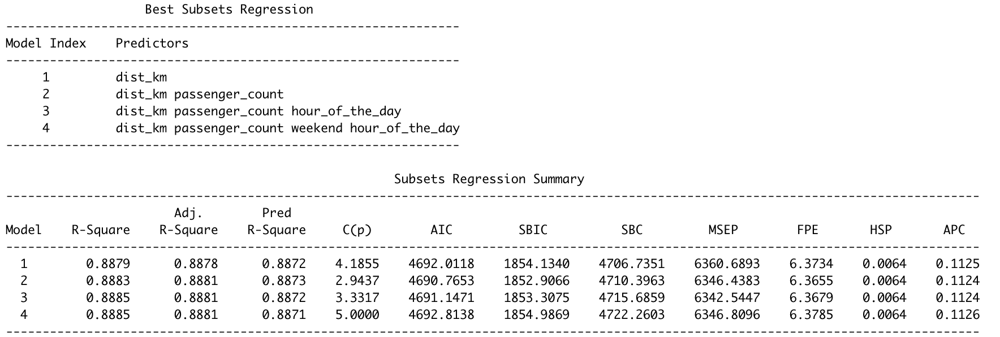 Best Subsets Regression
--------------------------------------------------------------
Model Index    Predictors
--------------------------------------------------------------
     1         dist_km
     2         dist_km passenger_count
     3         dist_km passenger_count hour_of_the_day
     4         dist_km passenger_count weekend hour_of_the_day
--------------------------------------------------------------
Subsets Regression Summary
-------------------------------------------------------------------------------------------------------------------------------------
                       Adj.        Pred
Model    R-Square    R-Square    R-Square     C(p)        AIC         SBIC          SBC         MSEP        FPE       HSP       APC
-------------------------------------------------------------------------------------------------------------------------------------
  1        0.8879      0.8878      0.8872    4.1855    4692.0118    1854.1340    4706.7351    6360.6893    6.3734    0.0064    0.1125
  2        0.8883      0.8881      0.8873    2.9437    4690.7653    1852.9066    4710.3963    6346.4383    6.3655    0.0064    0.1124
  3        0.8885      0.8881      0.8872    3.3317    4691.1471    1853.3075    4715.6859    6342.5447    6.3679    0.0064    0.1124
  4        0.8885      0.8881      0.8871    5.0000    4692.8138    1854.9869    4722.2603    6346.8096    6.3785    0.0064    0.1126
-------------------------------------------------------------------------------------------------------------------------------------